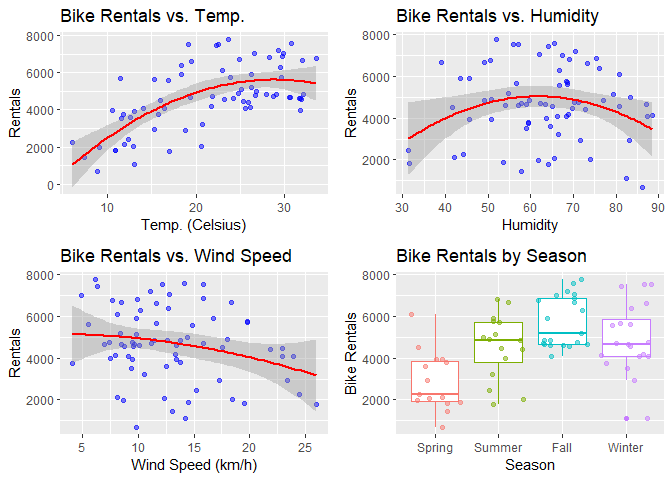 Bike Rentals vs. Temp.
Rentals
8000
6000
4000
2000
0
10 20 30
Temp. (Celsius)
Bike Rentals vs. Humidity
Rentals
8000
6000
4000
2000
30 40 50 60 70 80 90
Humidity
Bike Rentals vs. Wind Speed
Rentals
8000
6000
4000
2000
5 10 15 20 25
Wind Speed (km/h)
Bike Rentals by Season
Bike Rentals
8000
6000
4000
2000
Spring Summer Fall Winter
Season